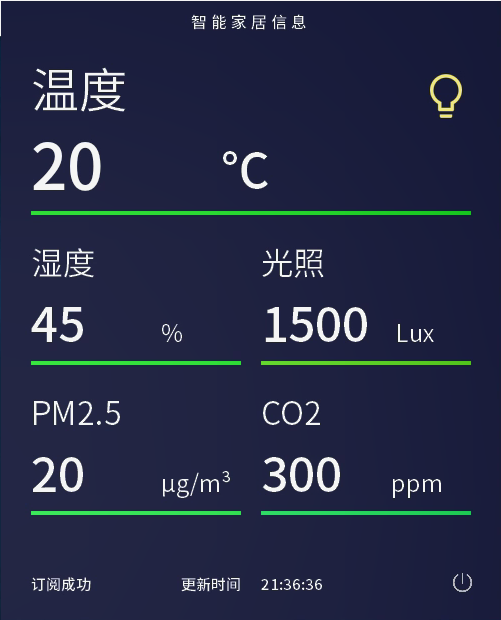 智能家居信息
温度
20 °C
湿度 光照
45 % 1500 Lux
PM2.5 CO2
20 μg/m³ 300 ppm
订阅成功 更新时间 21:36:36